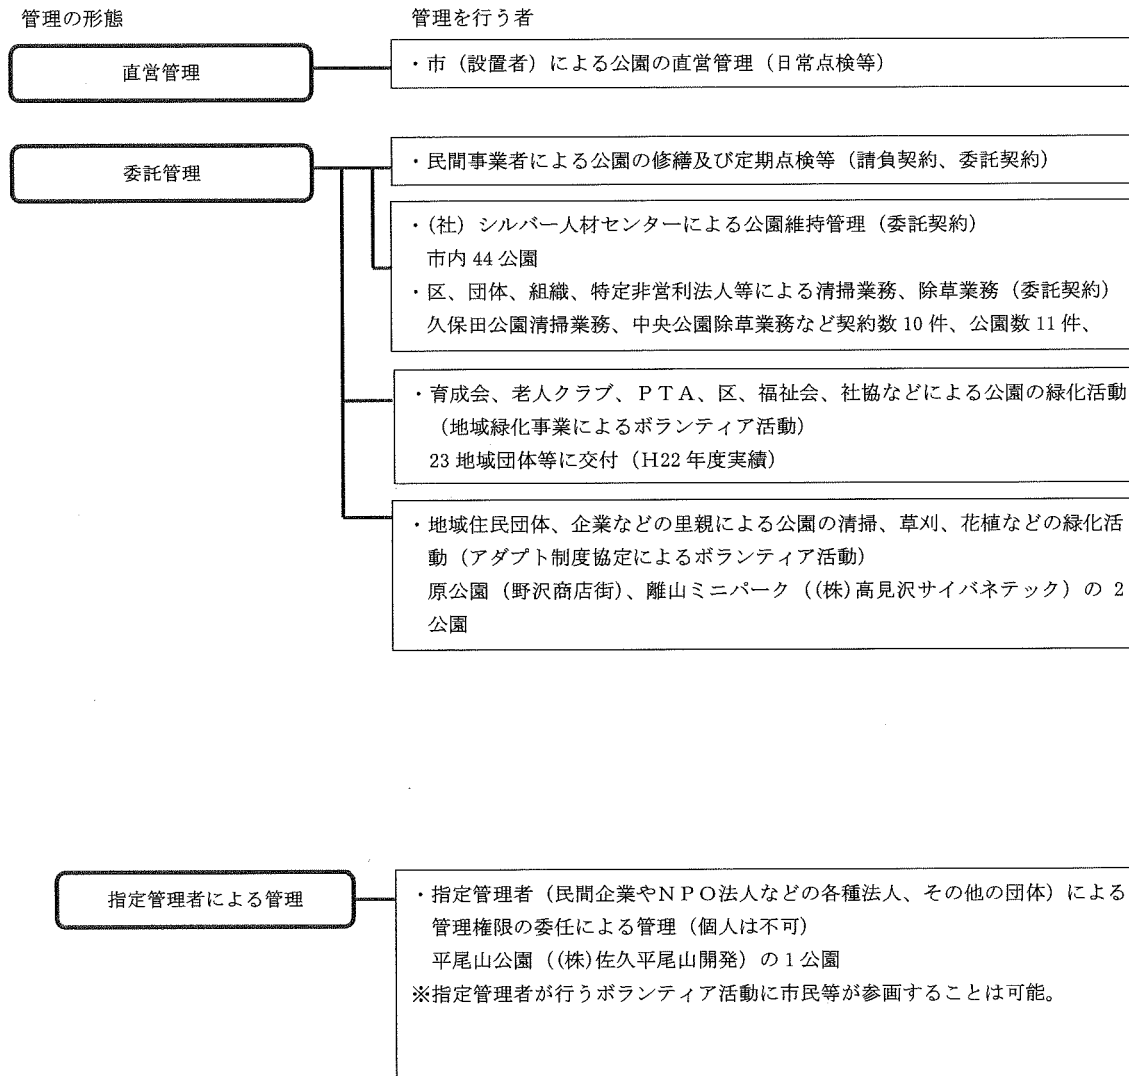 管理の形態
管理を行う者
直営管理
・市（設置者）による公園の直営管理（日常点検等）
委託管理
・民間事業者による公園の修繕及び定期点検等（請負契約、委託契約）
・(社) シルバー人材センターによる公園維持管理（委託契約）
市内 44 公園
・区、団体、組織、特定非営利法人等による清掃業務、除草業務（委託契約）
久保田公園清掃業務、中央公園除草業務など契約数 10 件、公園数 11 件、
・育成会、老人クラブ、ＰＴＡ、区、福祉会、社協などによる公園の緑化活動
（地域緑化事業によるボランティア活動）
23 地域団体等に交付（H22 年度実績）
・地域住民団体、企業などの里親による公園の清掃、草刈、花植などの緑化活
動（アダプト制度協定によるボランティア活動）
原公園（野沢商店街）、離山ミニパーク（(株)高見沢サイバネテック）の 2
公園
指定管理者による管理
・指定管理者（民間企業やＮＰＯ法人などの各種法人、その他の団体）による
管理権限の委任による管理（個人は不可）
平尾山公園（(株)佐久平尾山開発）の 1 公園
※指定管理者が行うボランティア活動に市民等が参画することは可能。